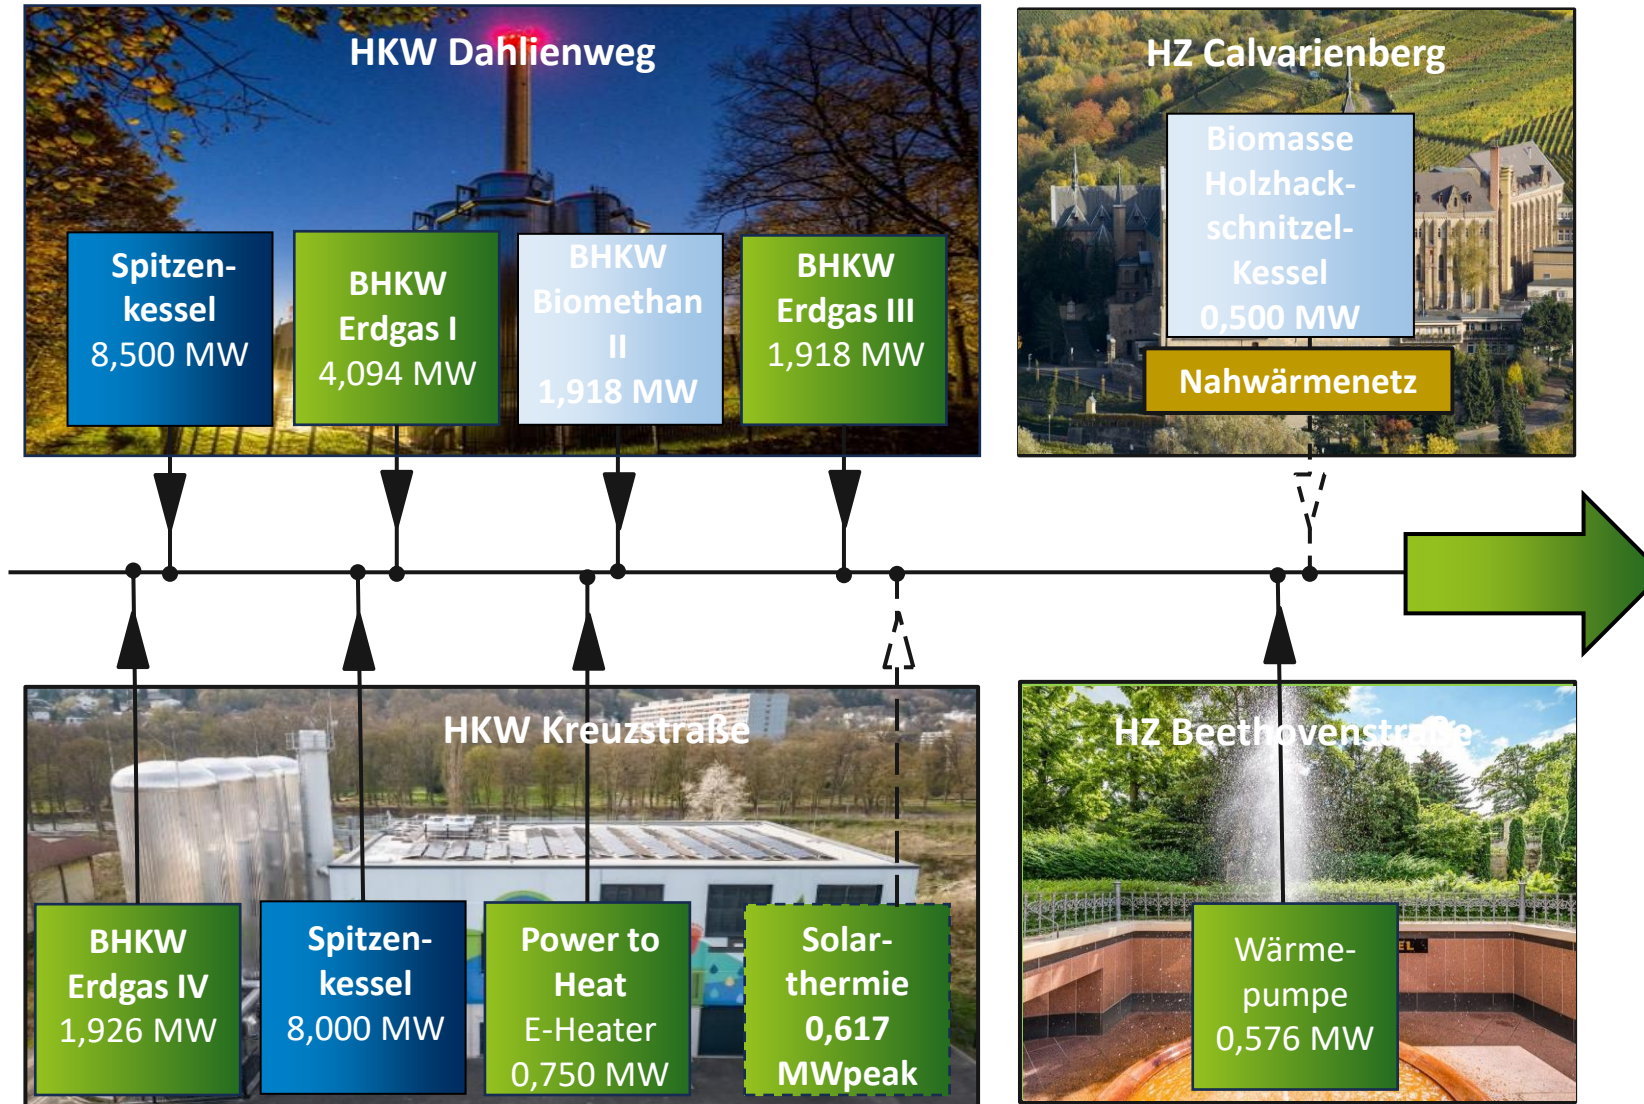 HKW Dahlienweg
Spitzen-
kessel
8,500 MW
BHKW
Erdgas I
4,094 MW
BHKW
Biomethan
II
1,918 MW
BHKW
Erdgas III
1,918 MW
HZ Calvarienberg
Biomasse
Holzhack-
schnitzel-
Kessel
0,500 MW
Nahwärmenetz
HKW Kreuzstraße
BHKW
Erdgas IV
1,926 MW
Spitzen-
kessel
8,000 MW
Power to
Heat
E-Heater
0,750 MW
Solar-
thermie
0,617
MWpeak
HZ Beethovenstraße
EL
Wärme-
pumpe
0,576 MW